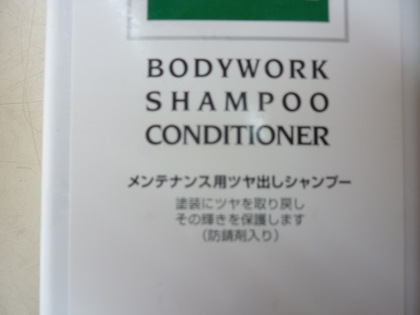 BODYWORK
SHAMPOO
CONDITIONER
メンテナンス用ツヤ出しシャンプー
塗装にツヤを取り戻し
その輝きを保護します
（防錆剤入り）